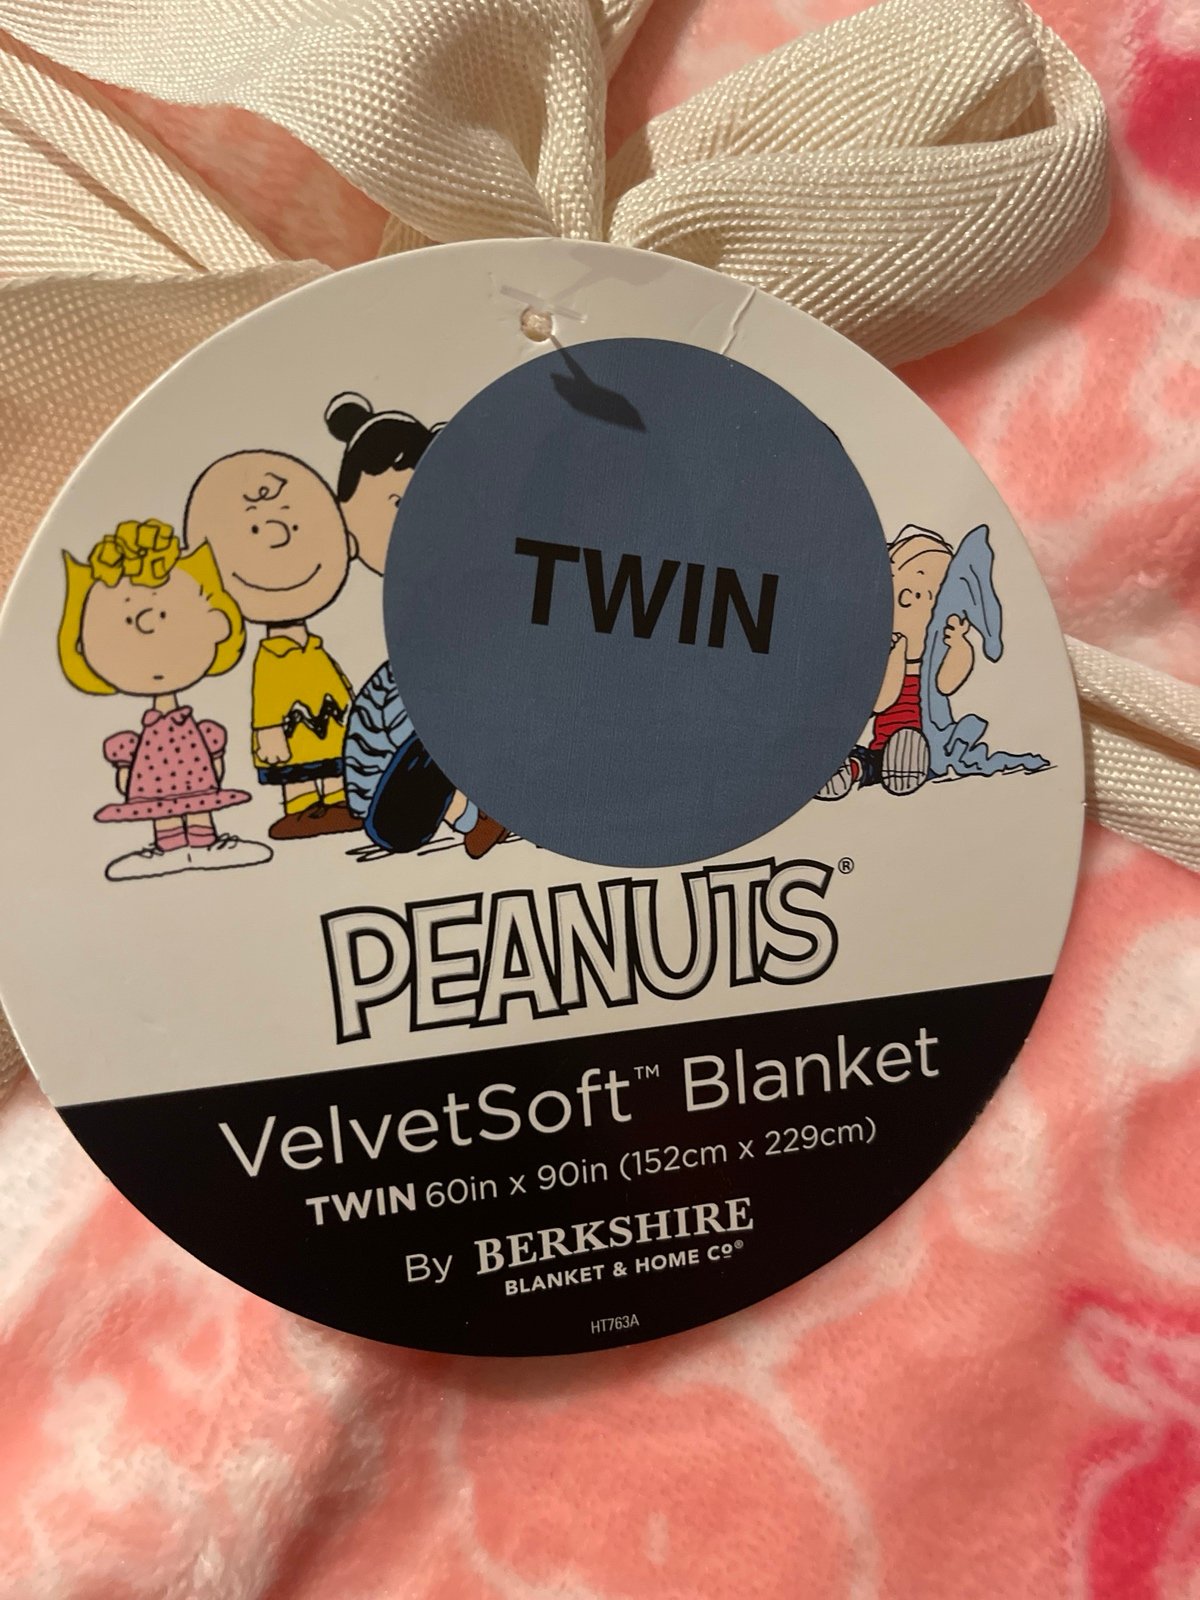 TWIN
PEANUTS®
VelvetSoft™ Blanket
TWIN 60in x 90in (152cm x 229cm)
By BERKSHIRE
BLANKET & HOME Cº®
HT763A